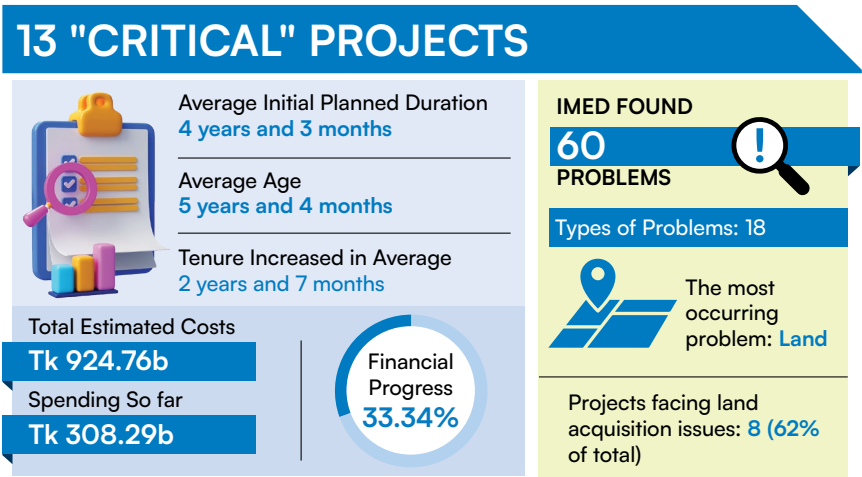 13 "CRITICAL" PROJECTS
Average Initial Planned Duration
4 years and 3 months
Average Age
5 years and 4 months
Tenure Increased in Average
2 years and 7 months
Total Estimated Costs
Tk 924.76b
Spending So far
Tk 308.29b
Financial
Progress
33.34%
IMED FOUND
60
PROBLEMS
Types of Problems: 18
The most
occurring
problem: Land
Projects facing land
acquisition issues: 8 (62%
of total)